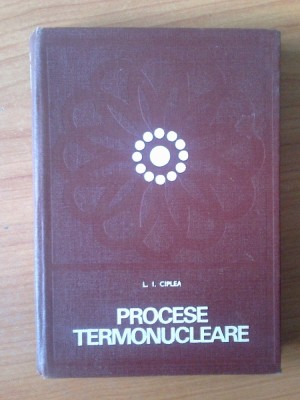 L. I. CIPLEA
PROCESE
TERMONUCLEARE